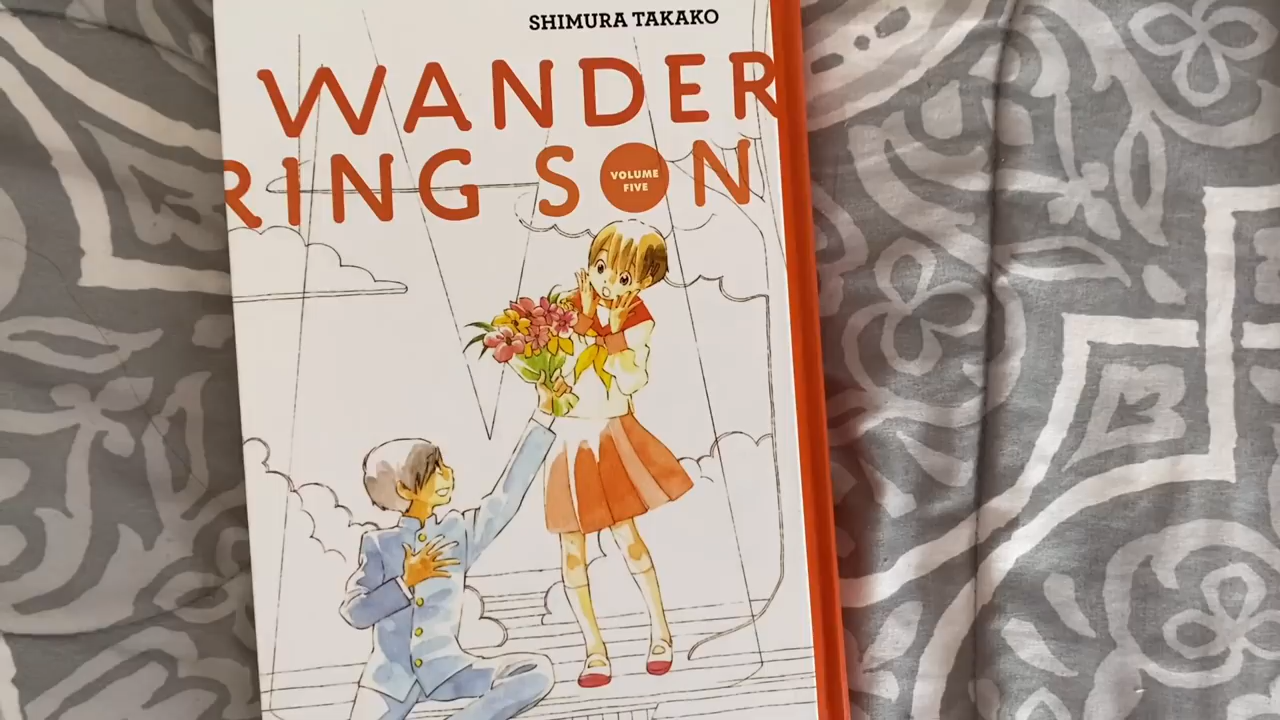 SHIMURA TAKAKO
WANDER
RING SON
VOLUME
FIVE